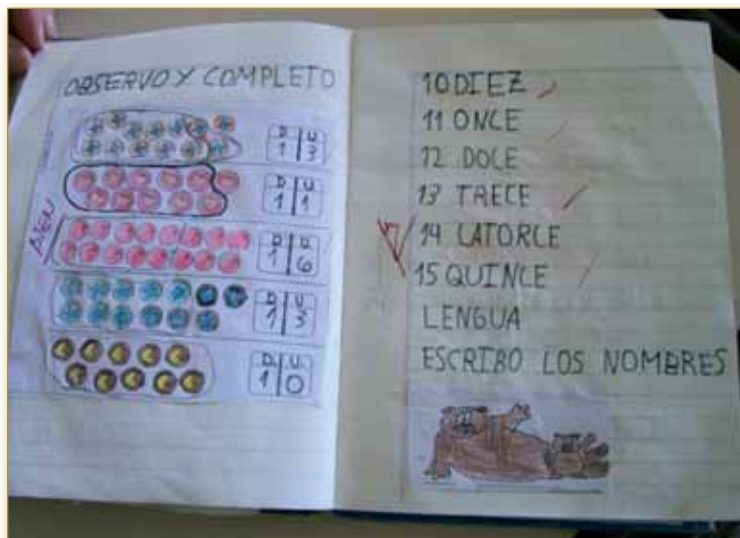 OBSERVO Y COMPLETO
D U
1 3
D U
1 1
BIEN
D U
1 6
D U
1 3
D U
1 0
10 DIEZ
11 ONCE
12 DOCE
13 TRECE
14 CATORCE
15 QUINCE
LENGUA
ESCRIBO LOS NOMBRES